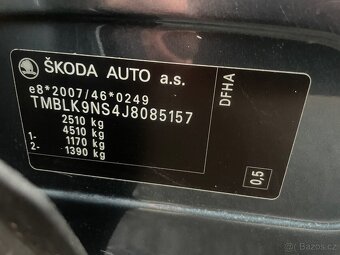 ŠKODA AUTO a.s.
e8*2007/46*0249
TMBLK9NS4J8085157
2510 kg
4510 kg
1- 1170 kg
2- 1390 kg
DFHA
0,5
Bazoš.cz